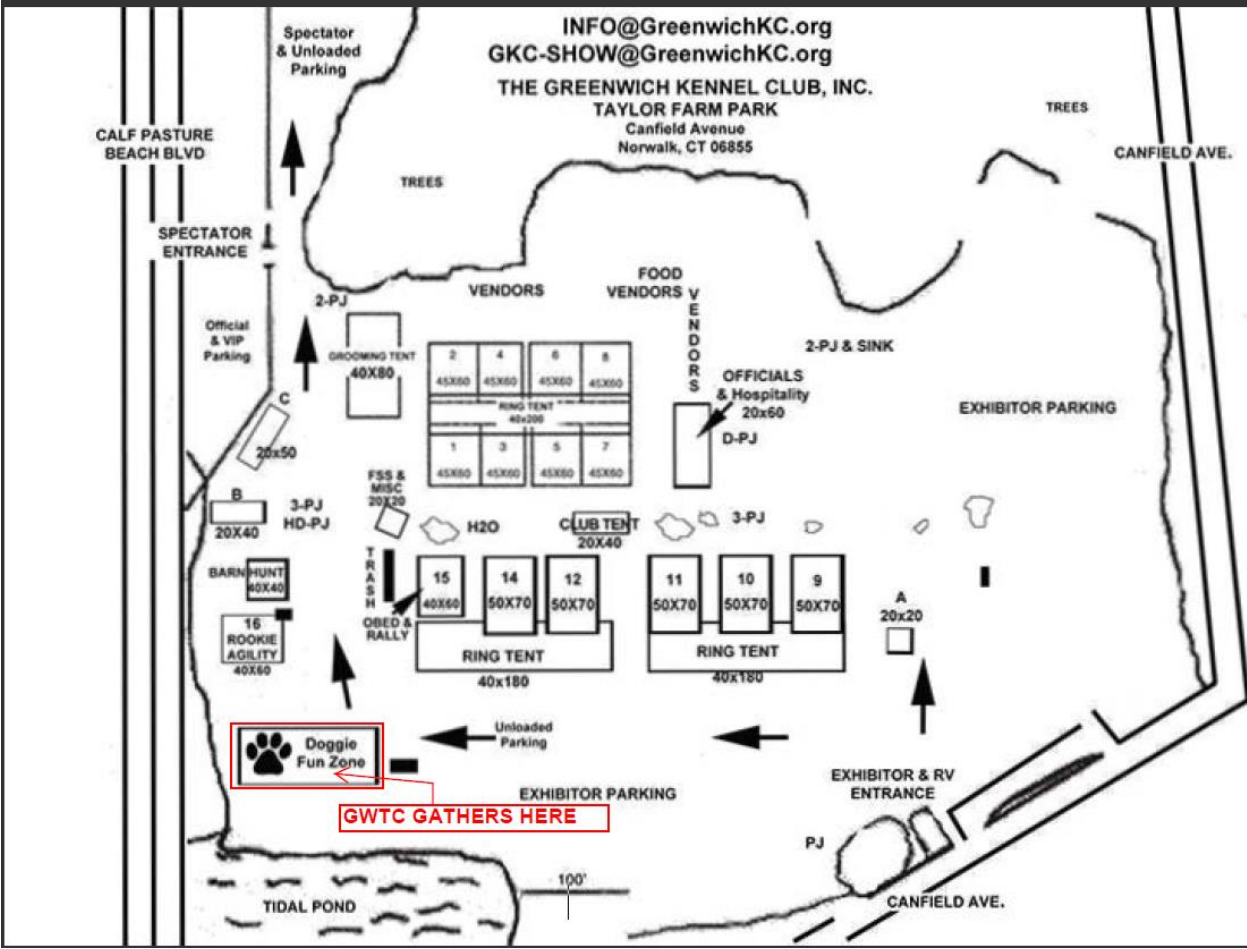 INFO@GreenwichKC.org
GKC-SHOW@GreenwichKC.org
THE GREENWICH KENNEL CLUB, INC.
TAYLOR FARM PARK
Canfield Avenue
Norwalk, CT 06855
Spectator
& Unloaded
Parking
TREES
CALF PASTURE
BEACH BLVD
CANFIELD AVE.
TREES
SPECTATOR
ENTRANCE
FOOD
VENDORS
VENDORS
VENDORS
2-PJ
Official
& VIP
Parking
GROOMING TENT
40X80
2
4
6
8
45X60
45X60
45X60
45X60
RING TENT
40x200
1
3
5
7
45X60
45X60
45X60
45X60
2-PJ & SINK
OFFICIALS
& Hospitality
20x60
D-PJ
EXHIBITOR PARKING
C
20x50
FSS &
MISC
20X20
B
20X40
3-PJ
HD-PJ
H2O
CLUB TENT
20X40
3-PJ
BARN HUNT
40X40
TRASH
15
40X60
14
50X70
12
50X70
11
50X70
10
50X70
9
50X70
A
20x20
OBED &
RALLY
16
ROOKIE
AGILITY
40X60
RING TENT
40x180
RING TENT
40x180
Unloaded
Parking
Doggie
Fun Zone
EXHIBITOR & RV
ENTRANCE
EXHIBITOR PARKING
GWTC GATHERS HERE
PJ
100'
TIDAL POND
CANFIELD AVE.